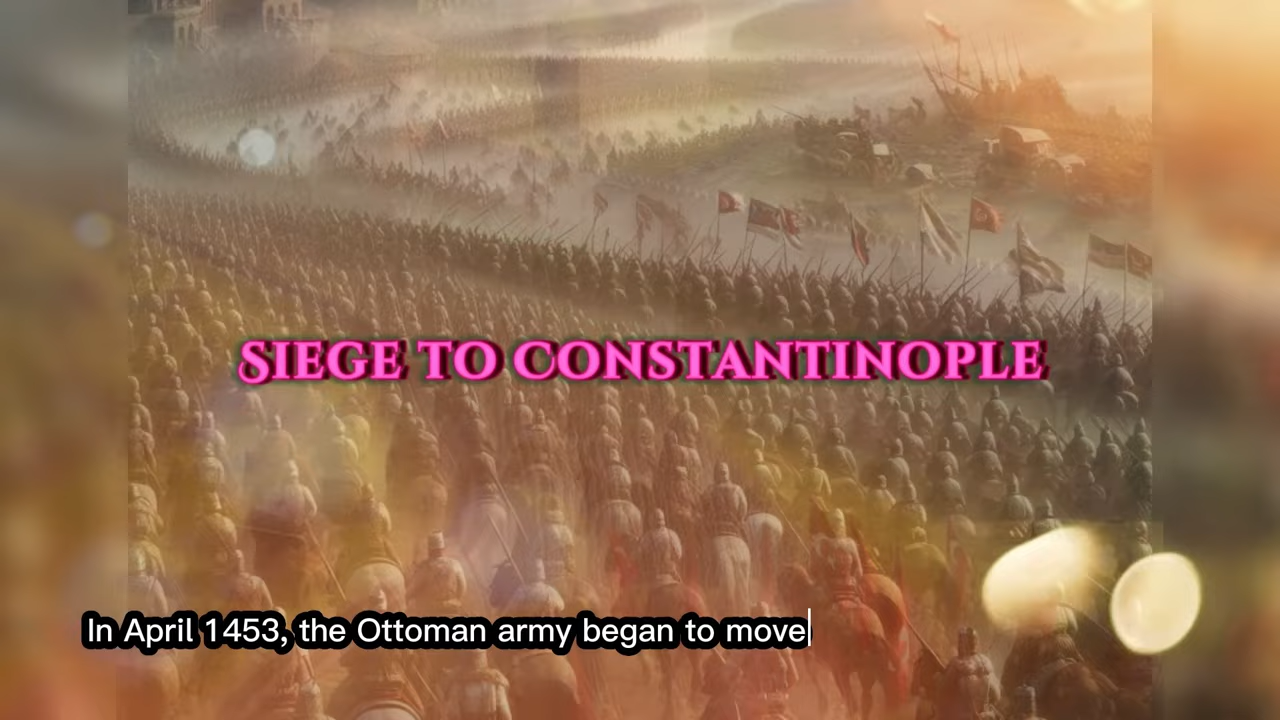 Siege to Constantinople
In April 1453, the Ottoman army began to move